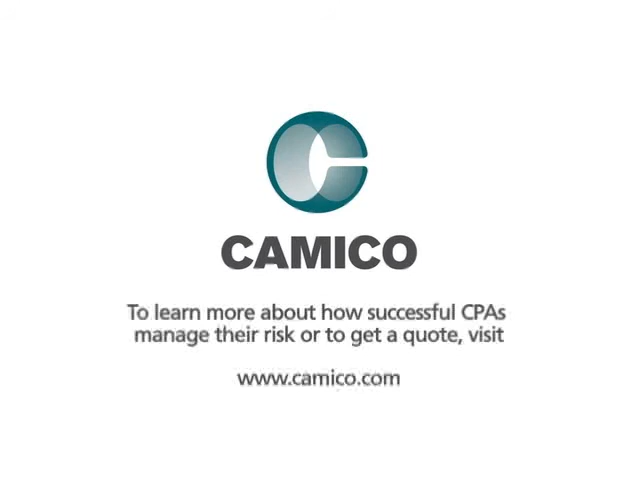 CAMICO
To learn more about how successful CPAs
manage their risk or to get a quote, visit
www.camico.com